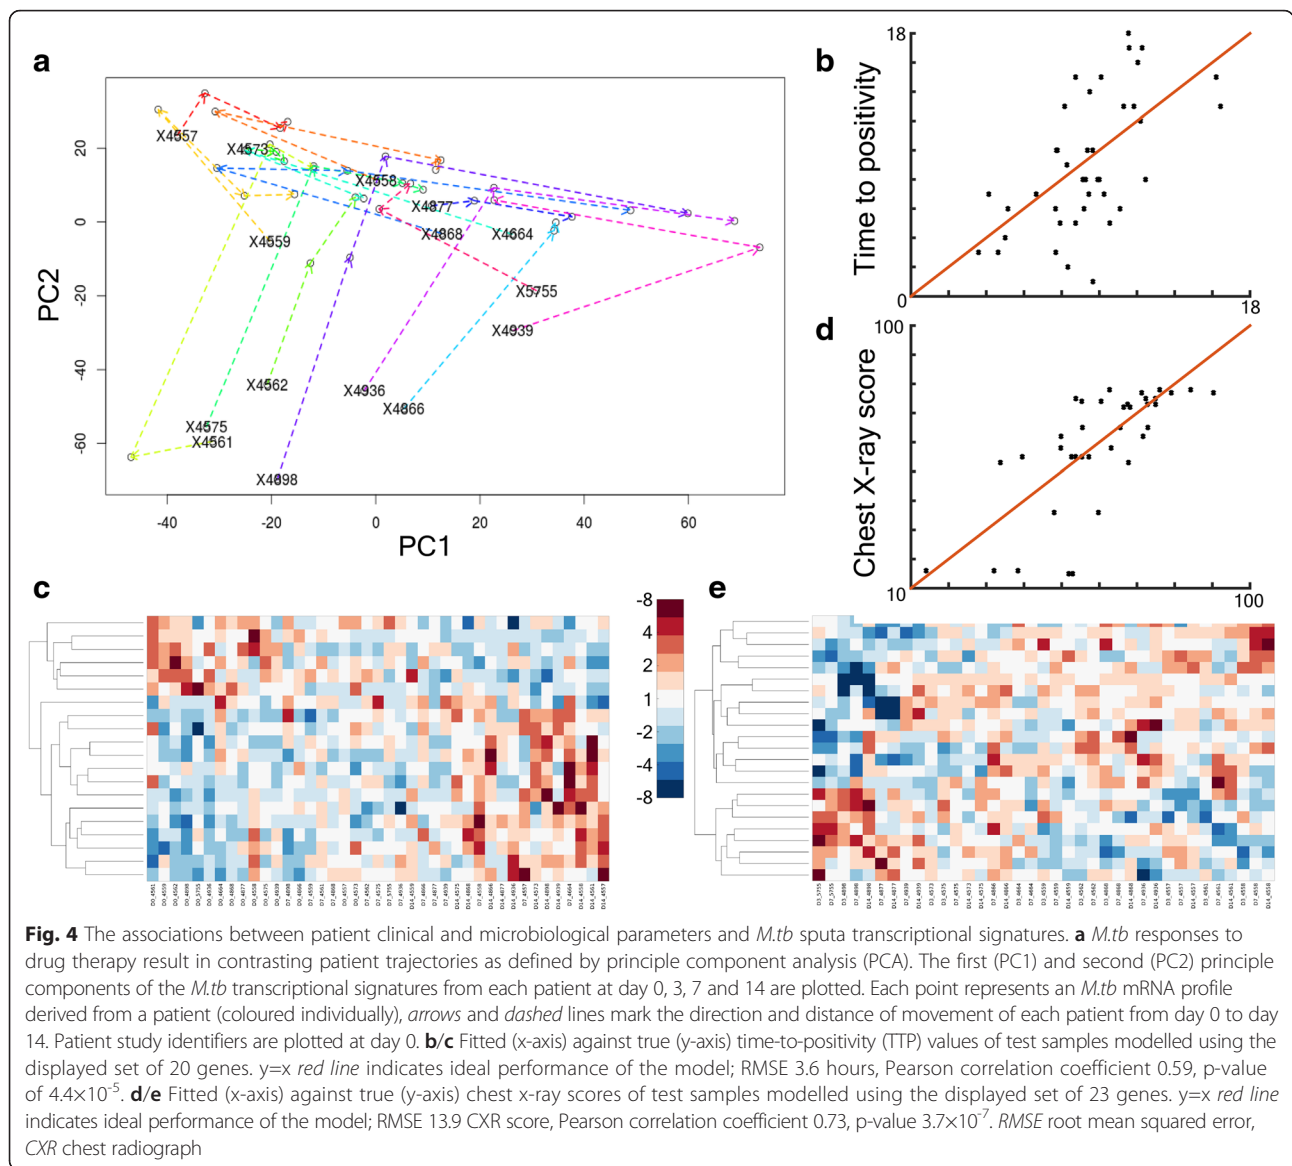 a
X4557
X4573
X4558
X4877
X4868
X4664
X4559
X5755
X4939
X4562
X4936
X4866
X4575
X4561
X4898
20
0
-20
-40
-60
PC2
-40 -20 0 20 40 60
PC1
b
18
Time to positivity
0 18
d
100
Chest X-ray score
10 100
c
-8
4
2
1
-2
-4
-8
e
Fig. 4 The associations between patient clinical and microbiological parameters and M.tb sputa transcriptional signatures. a M.tb responses to
drug therapy result in contrasting patient trajectories as defined by principle component analysis (PCA). The first (PC1) and second (PC2) principle
components of the M.tb transcriptional signatures from each patient at day 0, 3, 7 and 14 are plotted. Each point represents an M.tb mRNA profile
derived from a patient (coloured individually), arrows and dashed lines mark the direction and distance of movement of each patient from day 0 to day
14. Patient study identifiers are plotted at day 0. b/c Fitted (x-axis) against true (y-axis) time-to-positivity (TTP) values of test samples modelled using the
displayed set of 20 genes. y=x red line indicates ideal performance of the model; RMSE 3.6 hours, Pearson correlation coefficient 0.59, p-value
of 4.4×10⁻⁵. d/e Fitted (x-axis) against true (y-axis) chest x-ray scores of test samples modelled using the displayed set of 23 genes. y=x red line
indicates ideal performance of the model; RMSE 13.9 CXR score, Pearson correlation coefficient 0.73, p-value 3.7×10⁻⁷. RMSE root mean squared error,
CXR chest radiograph